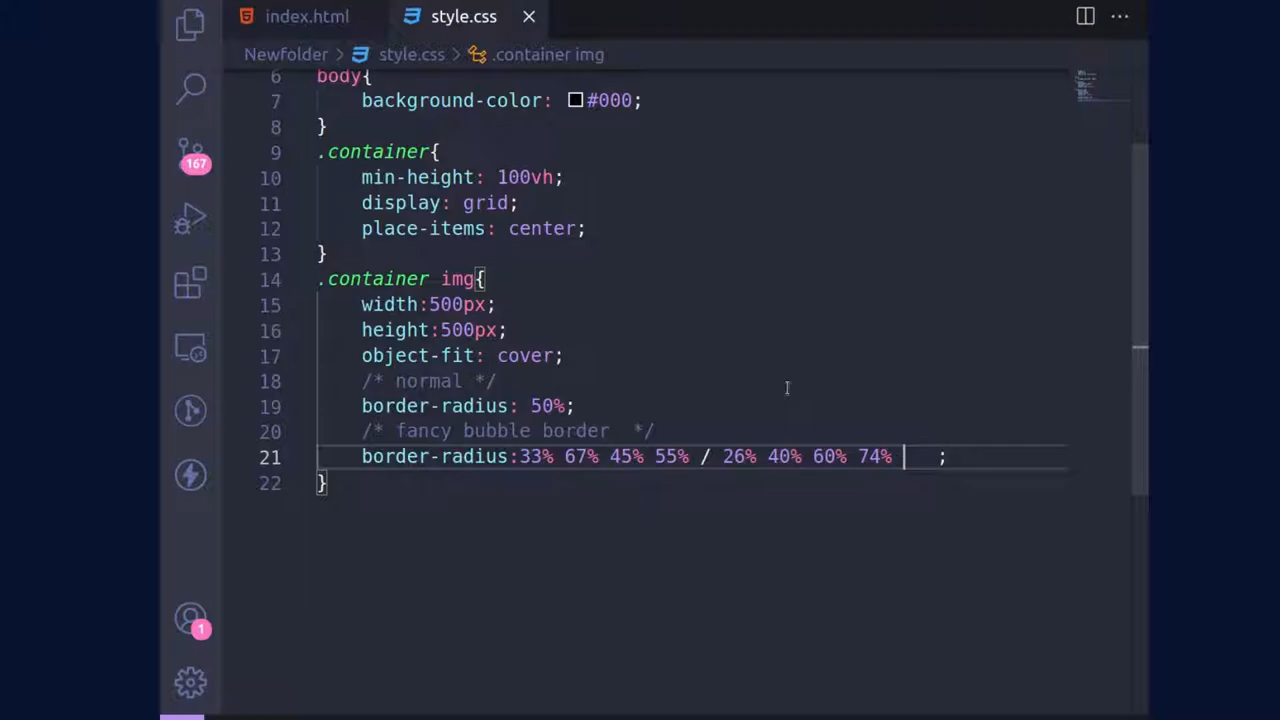 index.html style.css
Newfolder > style.css > .container img
6 body{
7 background-color: #000;
8 }
9 .container{
10 min-height: 100vh;
11 display: grid;
12 place-items: center;
13 }
14 .container img{
15 width:500px;
16 height:500px;
17 object-fit: cover;
18 /* normal */
19 border-radius: 50%;
20 /* fancy bubble border  */
21 border-radius:33% 67% 45% 55% / 26% 40% 60% 74%    ;
22 }
167
1